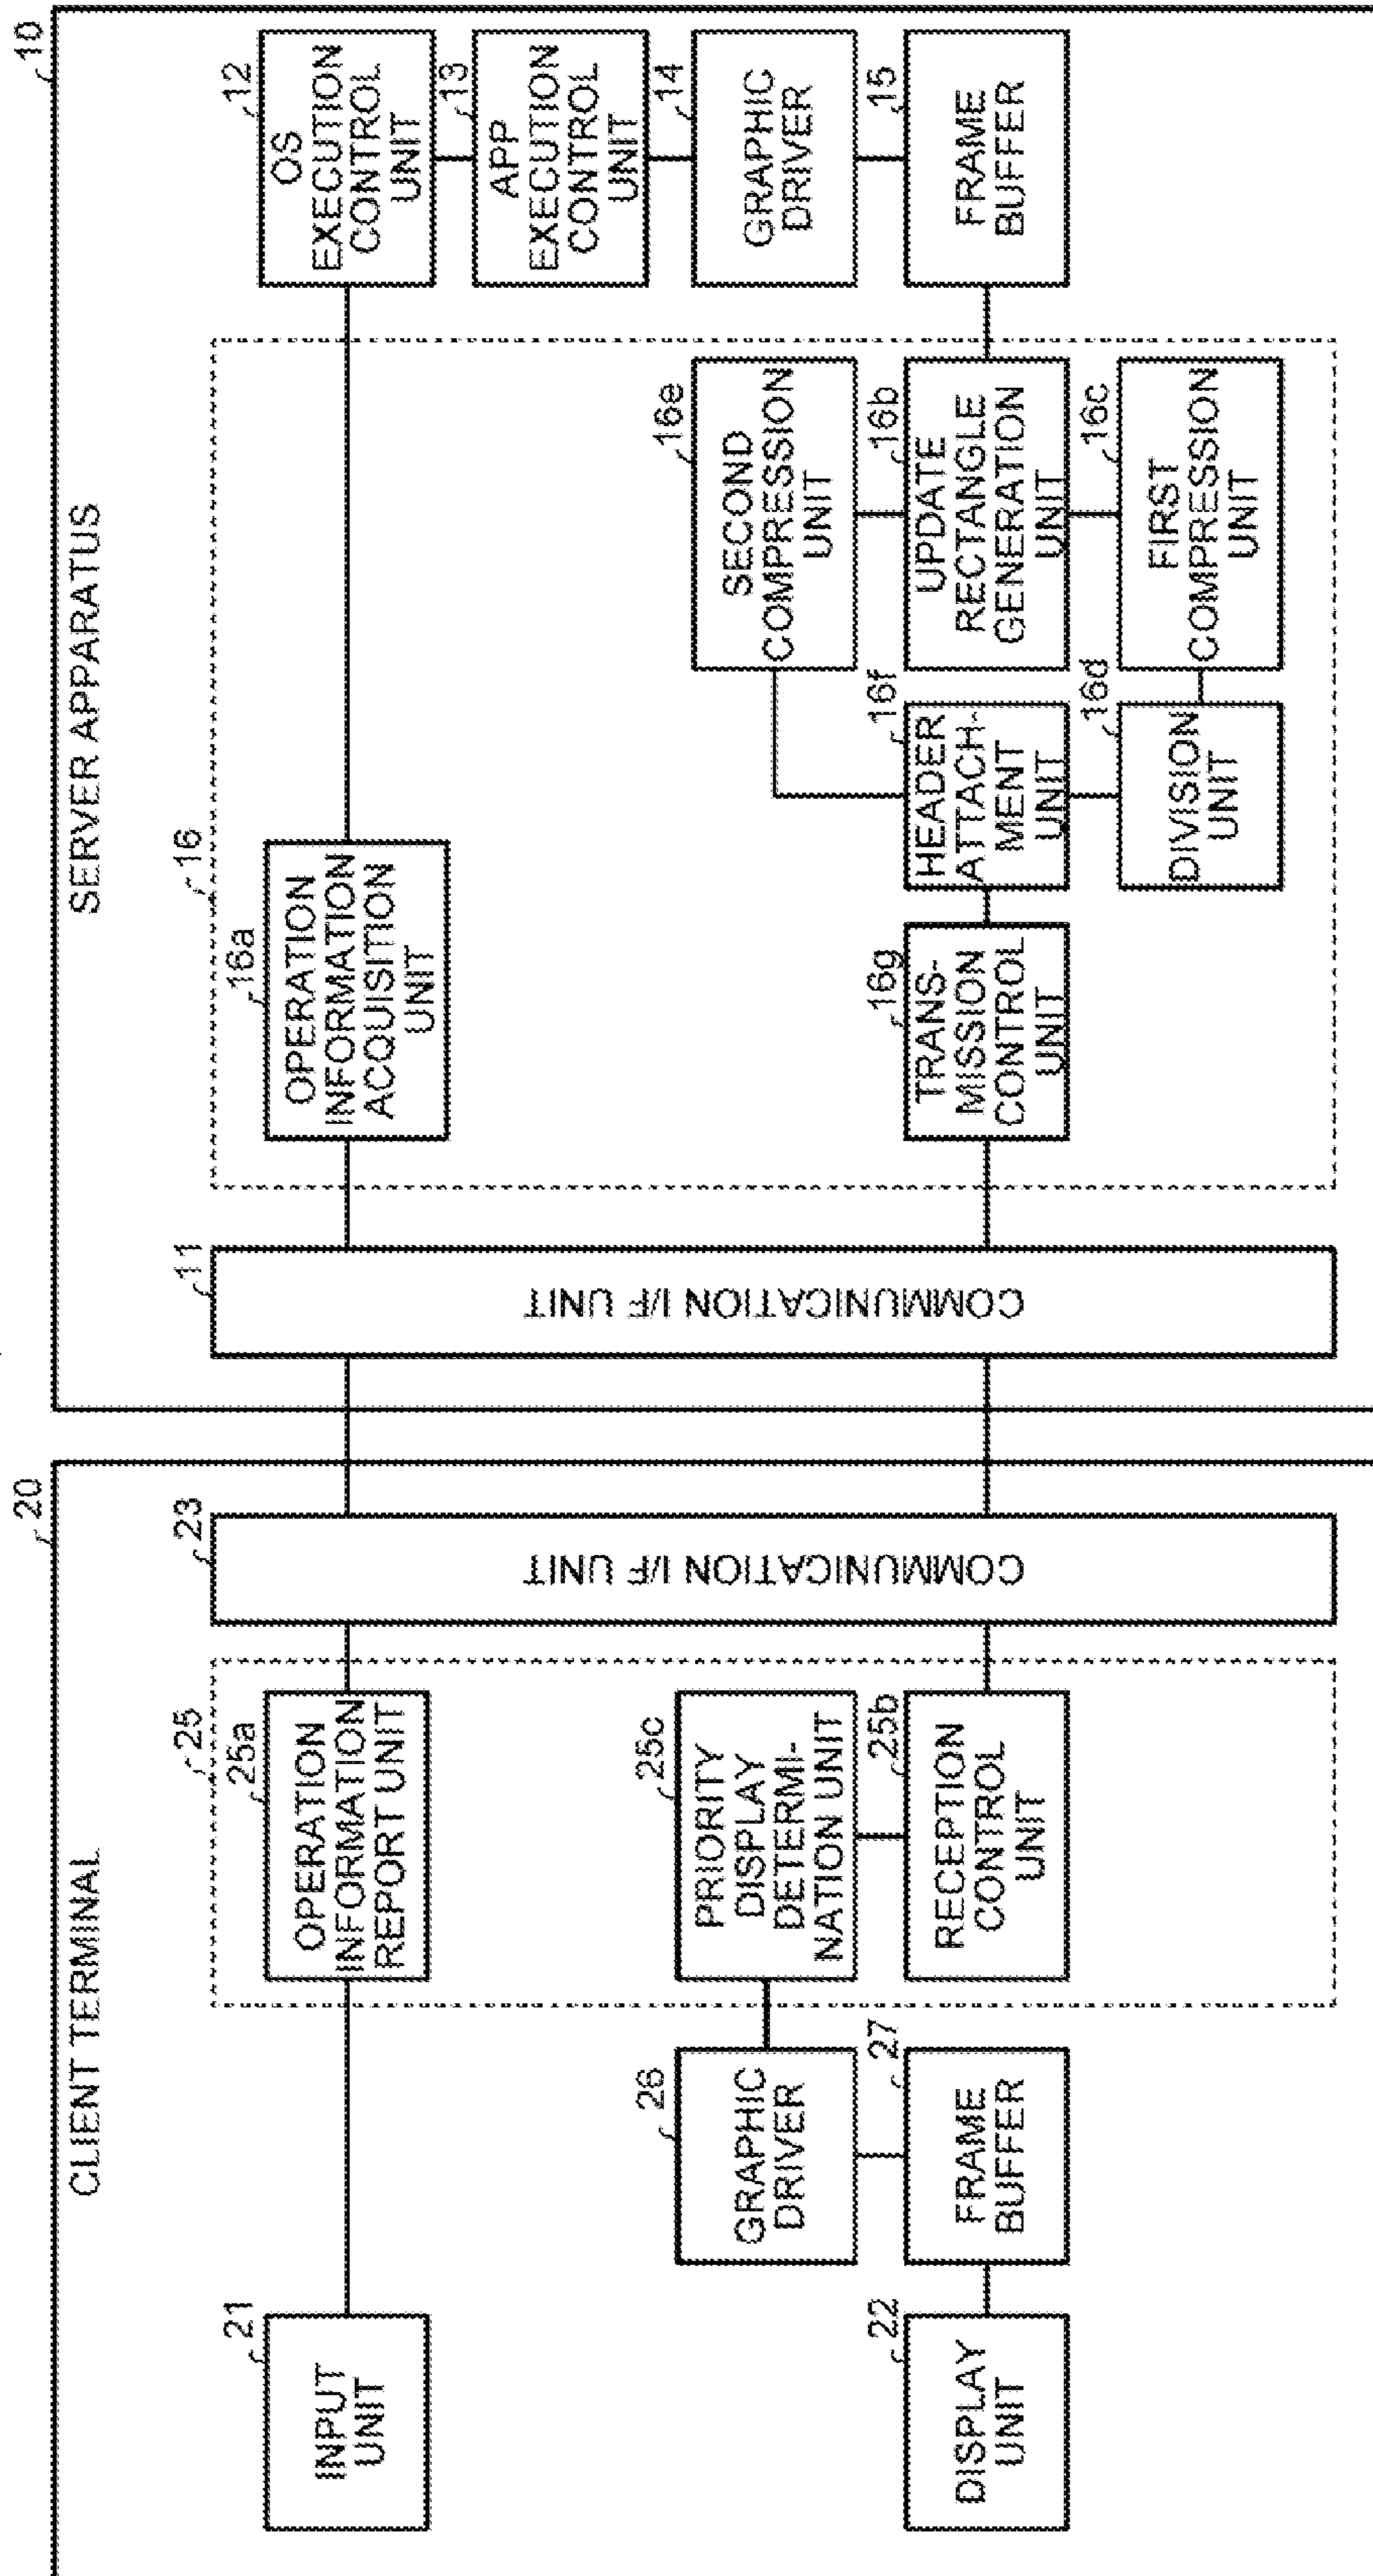 CLIENT TERMINAL
20
21
INPUT
UNIT
25
25a
OPERATION
INFORMATION
REPORT UNIT
23
COMMUNICATION I/F UNIT
26
GRAPHIC
DRIVER
25c
PRIORITY
DISPLAY
DETERMI-
NATION UNIT
22
DISPLAY
UNIT
27
FRAME
BUFFER
25b
RECEPTION
CONTROL
UNIT
SERVER APPARATUS
10
11
COMMUNICATION I/F UNIT
16
16a
OPERATION
INFORMATION
ACQUISITION
UNIT
12
OS
EXECUTION
CONTROL
UNIT
13
APP
EXECUTION
CONTROL
UNIT
16e
SECOND
COMPRESSION
UNIT
14
GRAPHIC
DRIVER
16g
TRANS-
MISSION
CONTROL
UNIT
16f
HEADER
ATTACH-
MENT
UNIT
16b
UPDATE
RECTANGLE
GENERATION
UNIT
15
FRAME
BUFFER
16d
DIVISION
UNIT
16c
FIRST
COMPRESSION
UNIT